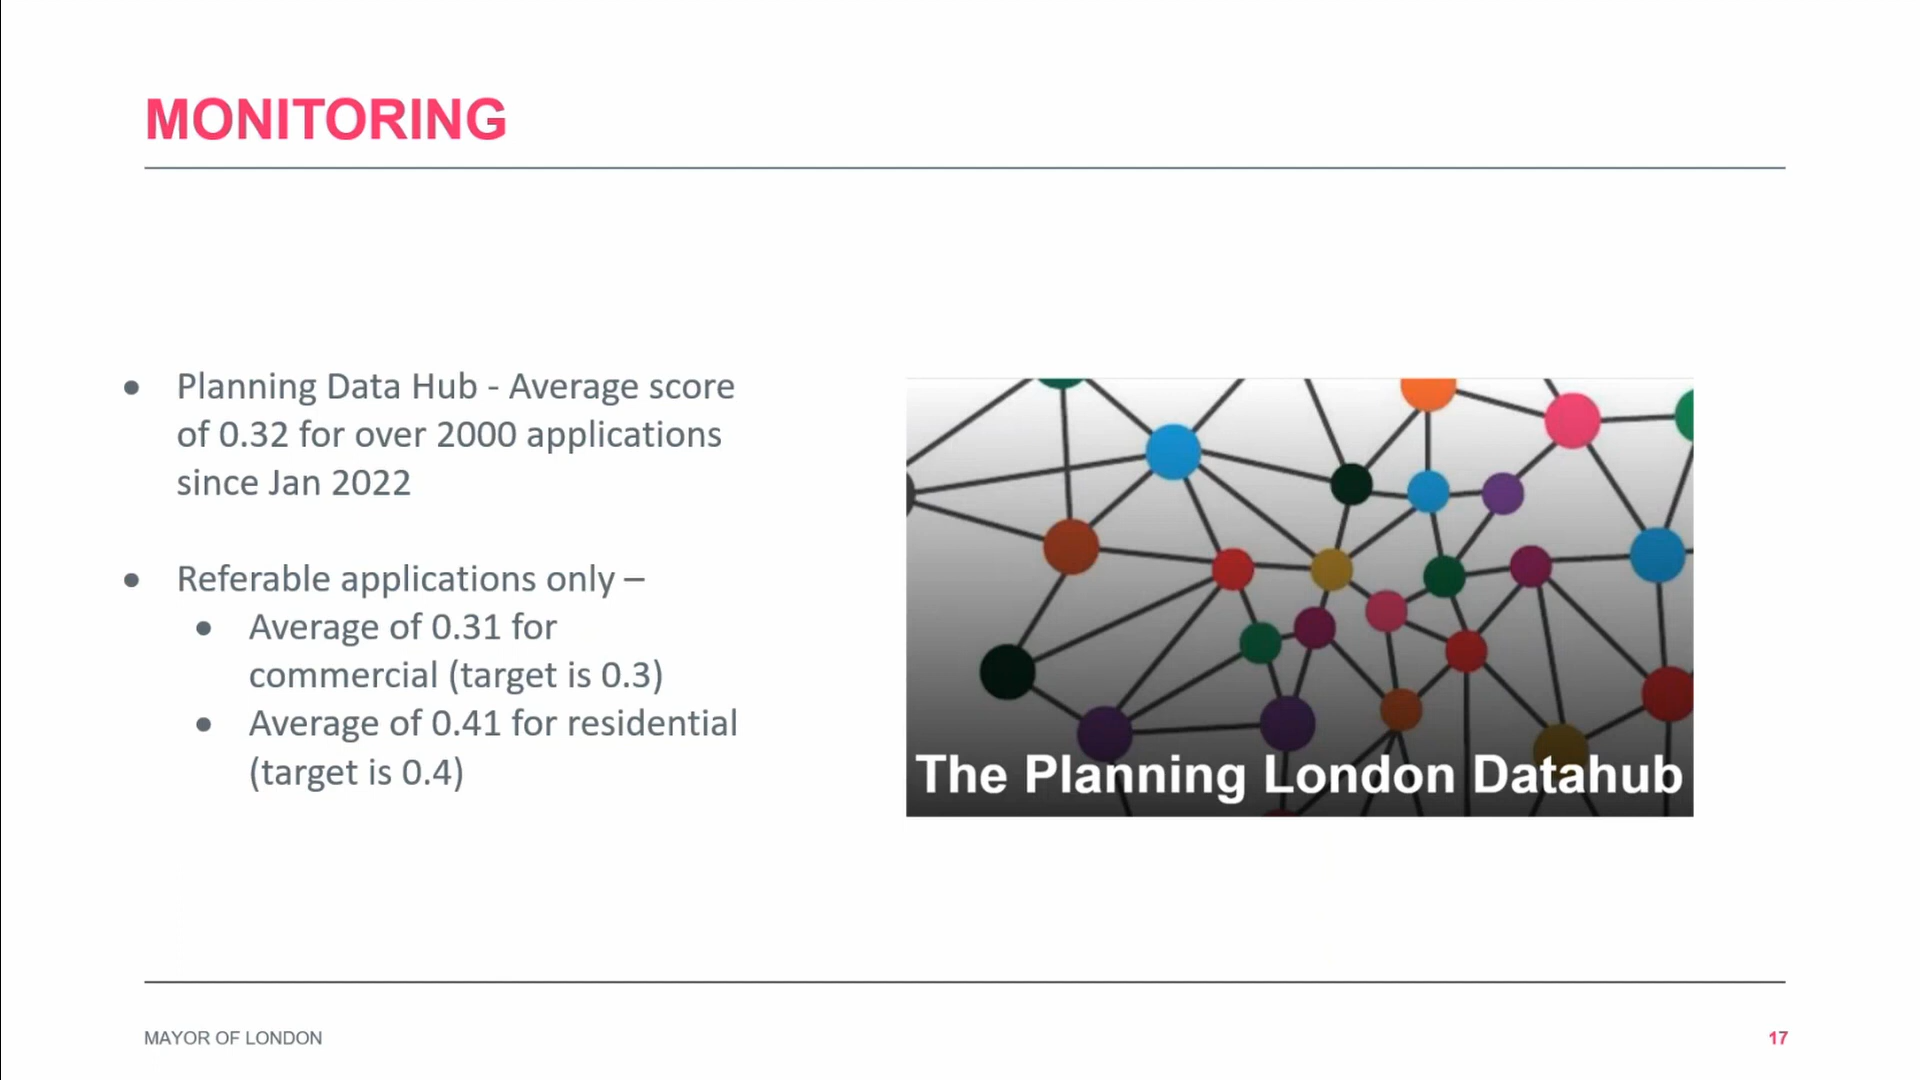 MONITORING
● Planning Data Hub - Average score
of 0.32 for over 2000 applications
since Jan 2022
● Referable applications only –
● Average of 0.31 for
commercial (target is 0.3)
● Average of 0.41 for residential
(target is 0.4)
The Planning London Datahub
MAYOR OF LONDON
17